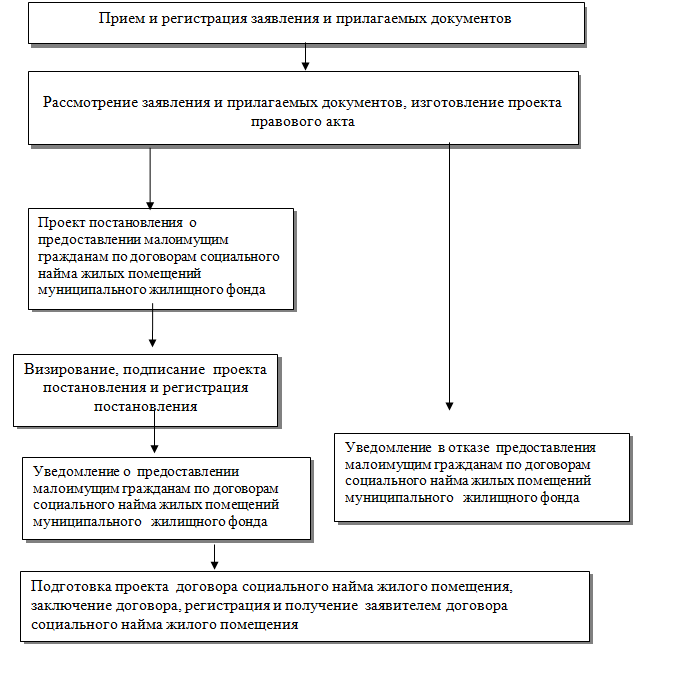 Прием и регистрация заявления и прилагаемых документов
Рассмотрение заявления и прилагаемых документов, изготовление проекта
правового акта
Проект постановления о
предоставлении малоимущим
гражданам по договорам социального
найма жилых помещений
муниципального жилищного фонда
Визирование, подписание проекта
постановления и регистрация
постановления
Уведомление о предоставлении
малоимущим гражданам по договорам
социального найма жилых помещений
муниципального жилищного фонда
Уведомление в отказе предоставления
малоимущим гражданам по договорам
социального найма жилых помещений
муниципального жилищного фонда
Подготовка проекта договора социального найма жилого помещения,
заключение договора, регистрация и получение заявителем договора
социального найма жилого помещения